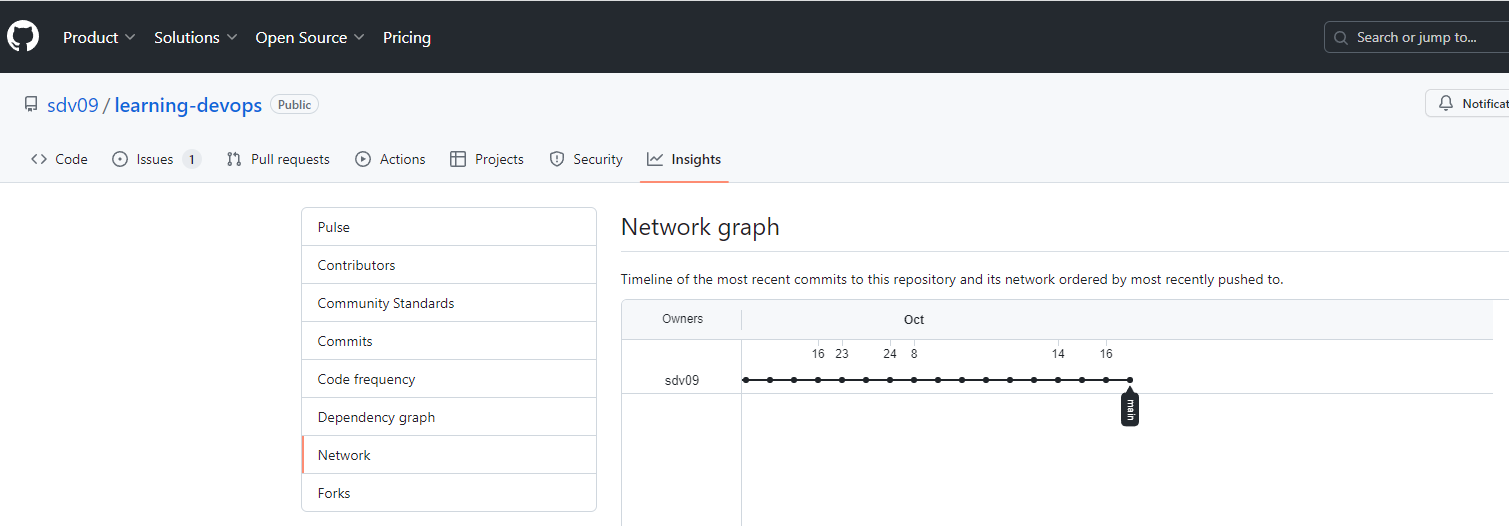 Product Solutions Open Source Pricing Search or jump to...
sdv09 / learning-devops Public Notificat
Code Issues 1 Pull requests Actions Projects Security Insights
Pulse
Contributors
Community Standards
Commits
Code frequency
Dependency graph
Network
Forks
Network graph
Timeline of the most recent commits to this repository and its network ordered by most recently pushed to.
Owners Oct
16 23 24 8 14 16
sdv09
main